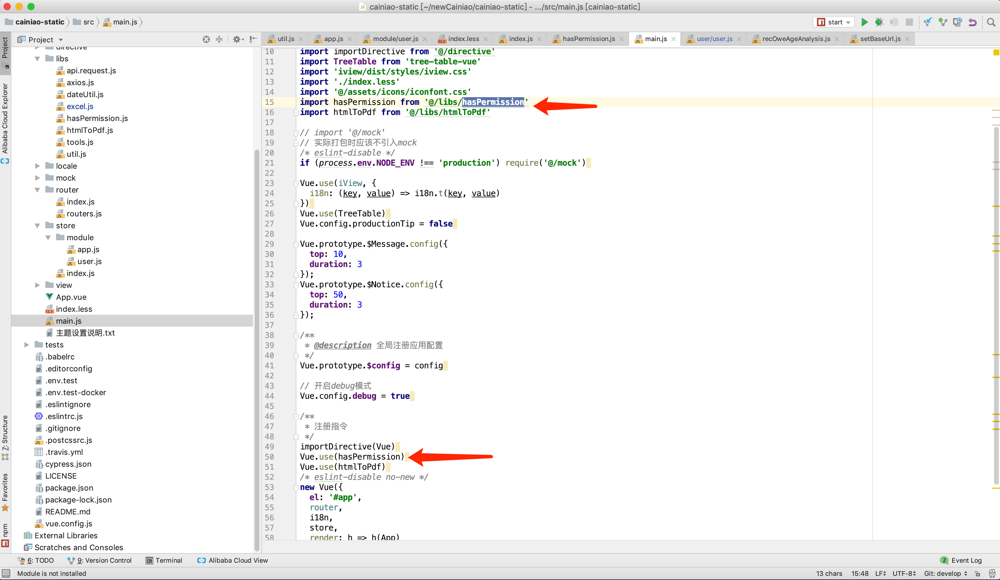 cainiao-static [~/newCainiao/cainiao-static] - .../src/main.js [cainiao-static]
cainiao-static src main.js start
Project util.js app.js module/user.js index.less index.js hasPermission.js main.js user/user.js recOweAgeAnalysis.js setBaseUrl.js
Project
Alibaba Cloud Explorer
Z: Structure
Favorites
npm
directive
libs
api.request.js
axios.js
dateUtil.js
excel.js
hasPermission.js
htmlToPdf.js
tools.js
util.js
locale
mock
router
index.js
routers.js
store
module
app.js
user.js
index.js
view
App.vue
index.less
main.js
主题设置说明.txt
tests
.babelrc
.editorconfig
.env.test
.env.test-docker
.eslintignore
.eslintrc.js
.gitignore
.postcssrc.js
.travis.yml
cypress.json
LICENSE
package.json
package-lock.json
README.md
vue.config.js
External Libraries
Scratches and Consoles
10 import importDirective from '@/directive'
11 import TreeTable from 'tree-table-vue'
12 import 'iview/dist/styles/iview.css'
13 import './index.less'
14 import '@/assets/icons/iconfont.css'
15 import hasPermission from '@/libs/hasPermission'
16 import htmlToPdf from '@/libs/htmlToPdf'
17
18 // import '@/mock'
19 // 实际打包时应该不引入mock
20 /* eslint-disable */
21 if (process.env.NODE_ENV !== 'production') require('@/mock')
22
23 Vue.use(iView, {
24 i18n: (key, value) => i18n.t(key, value)
25 })
26 Vue.use(TreeTable)
27 Vue.config.productionTip = false
28
29 Vue.prototype.$Message.config({
30 top: 10,
31 duration: 3
32 });
33 Vue.prototype.$Notice.config({
34 top: 50,
35 duration: 3
36 });
37
38 /**
39 * @description 全局注册应用配置
40 */
41 Vue.prototype.$config = config
42
43 // 开启debug模式
44 Vue.config.debug = true
45
46 /**
47 * 注册指令
48 */
49 importDirective(Vue)
50 Vue.use(hasPermission)
51 Vue.use(htmlToPdf)
52 /* eslint-disable no-new */
53 new Vue({
54 el: '#app',
55 router,
56 i18n,
57 store,
58 render: h => h(App)
6: TODO 9: Version Control Terminal Alibaba Cloud View 2 Event Log
Module is not installed 13 chars 15:48 LF UTF-8 Git: develop